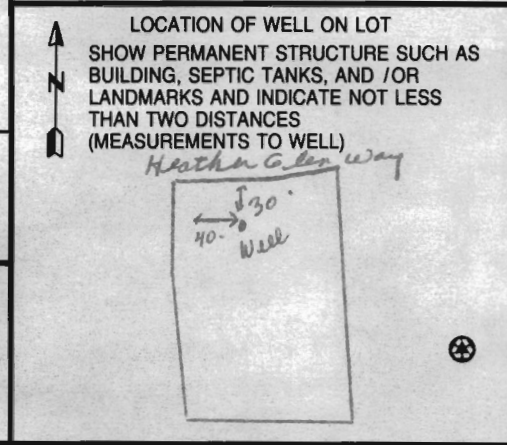 LOCATION OF WELL ON LOT
SHOW PERMANENT STRUCTURE SUCH AS
BUILDING, SEPTIC TANKS, AND /OR
LANDMARKS AND INDICATE NOT LESS
THAN TWO DISTANCES
(MEASUREMENTS TO WELL)
N
Heather Glen Way
30'
40'
Well